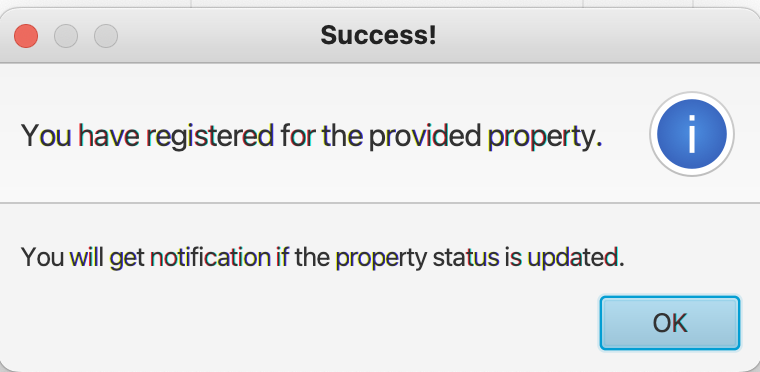 Success!
You have registered for the provided property.
i
You will get notification if the property status is updated.
OK